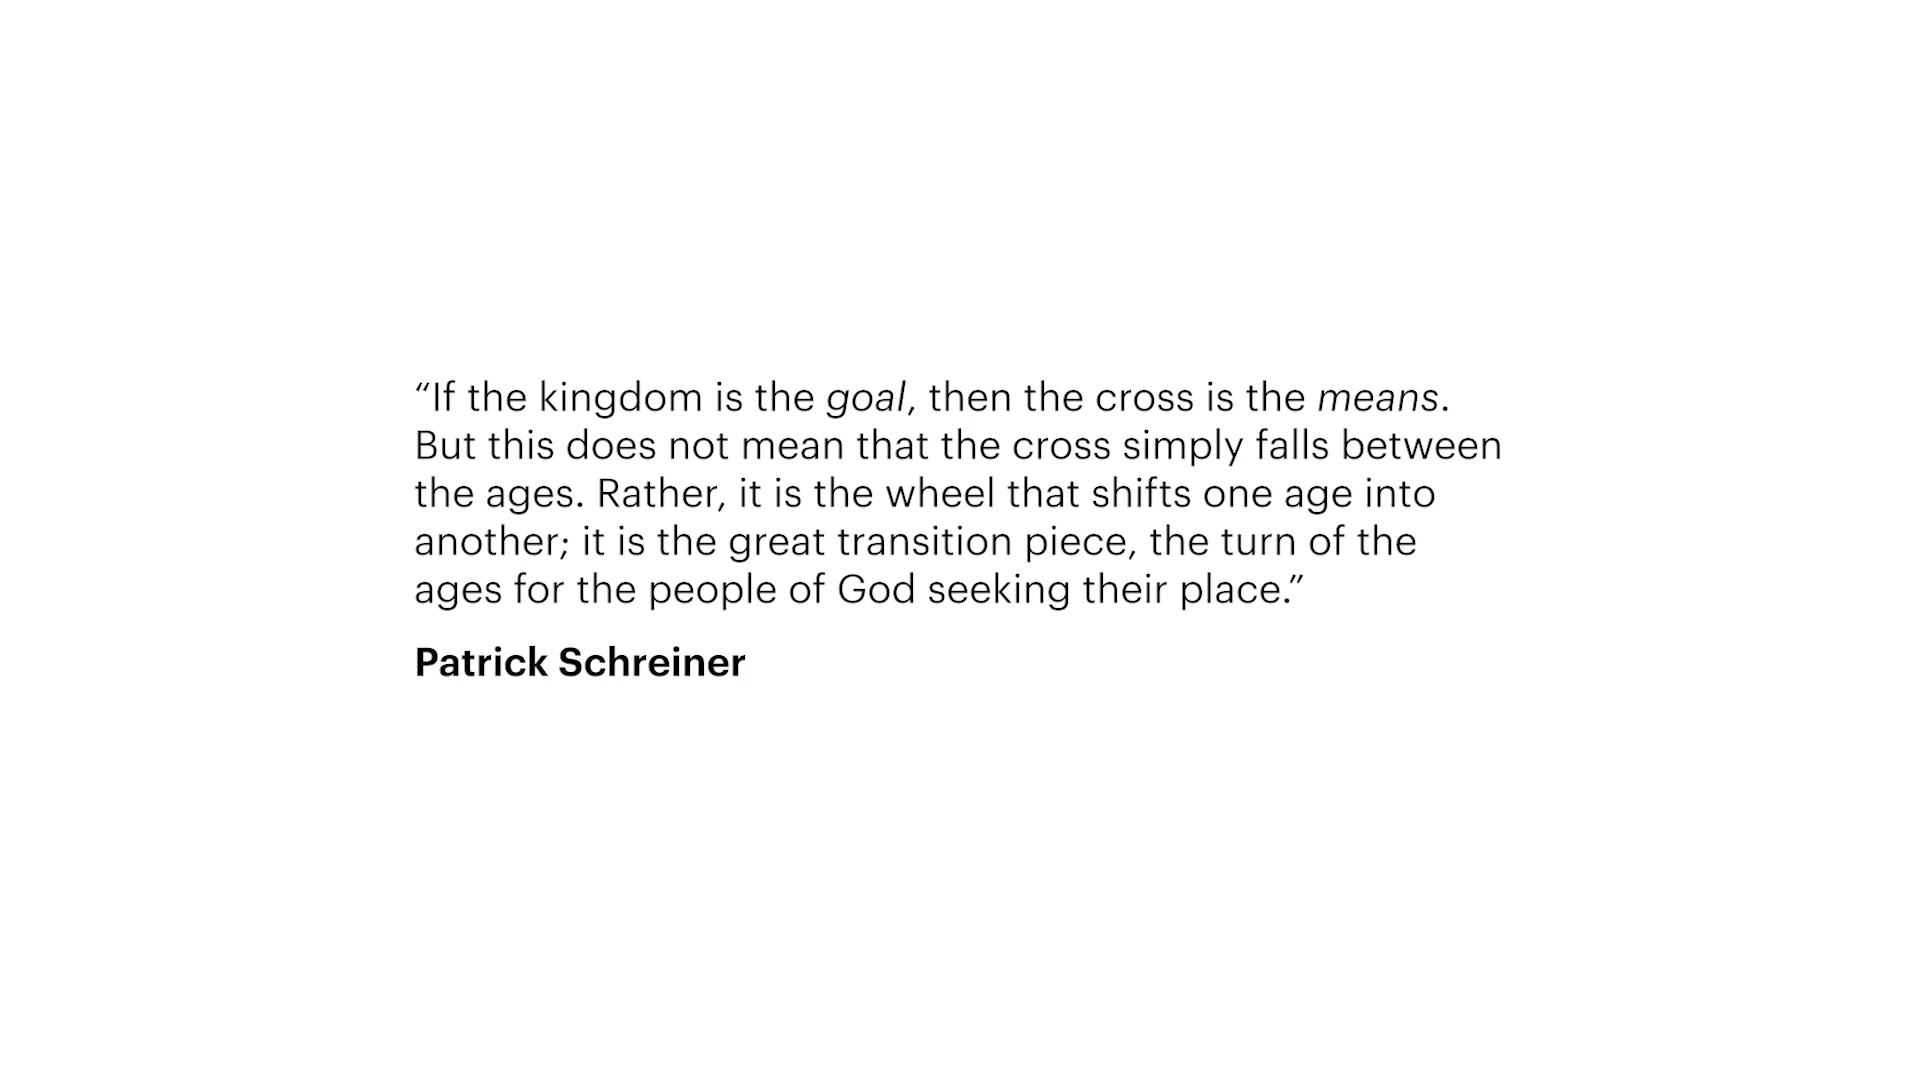 “If the kingdom is the goal, then the cross is the means.
But this does not mean that the cross simply falls between
the ages. Rather, it is the wheel that shifts one age into
another; it is the great transition piece, the turn of the
ages for the people of God seeking their place.”
Patrick Schreiner